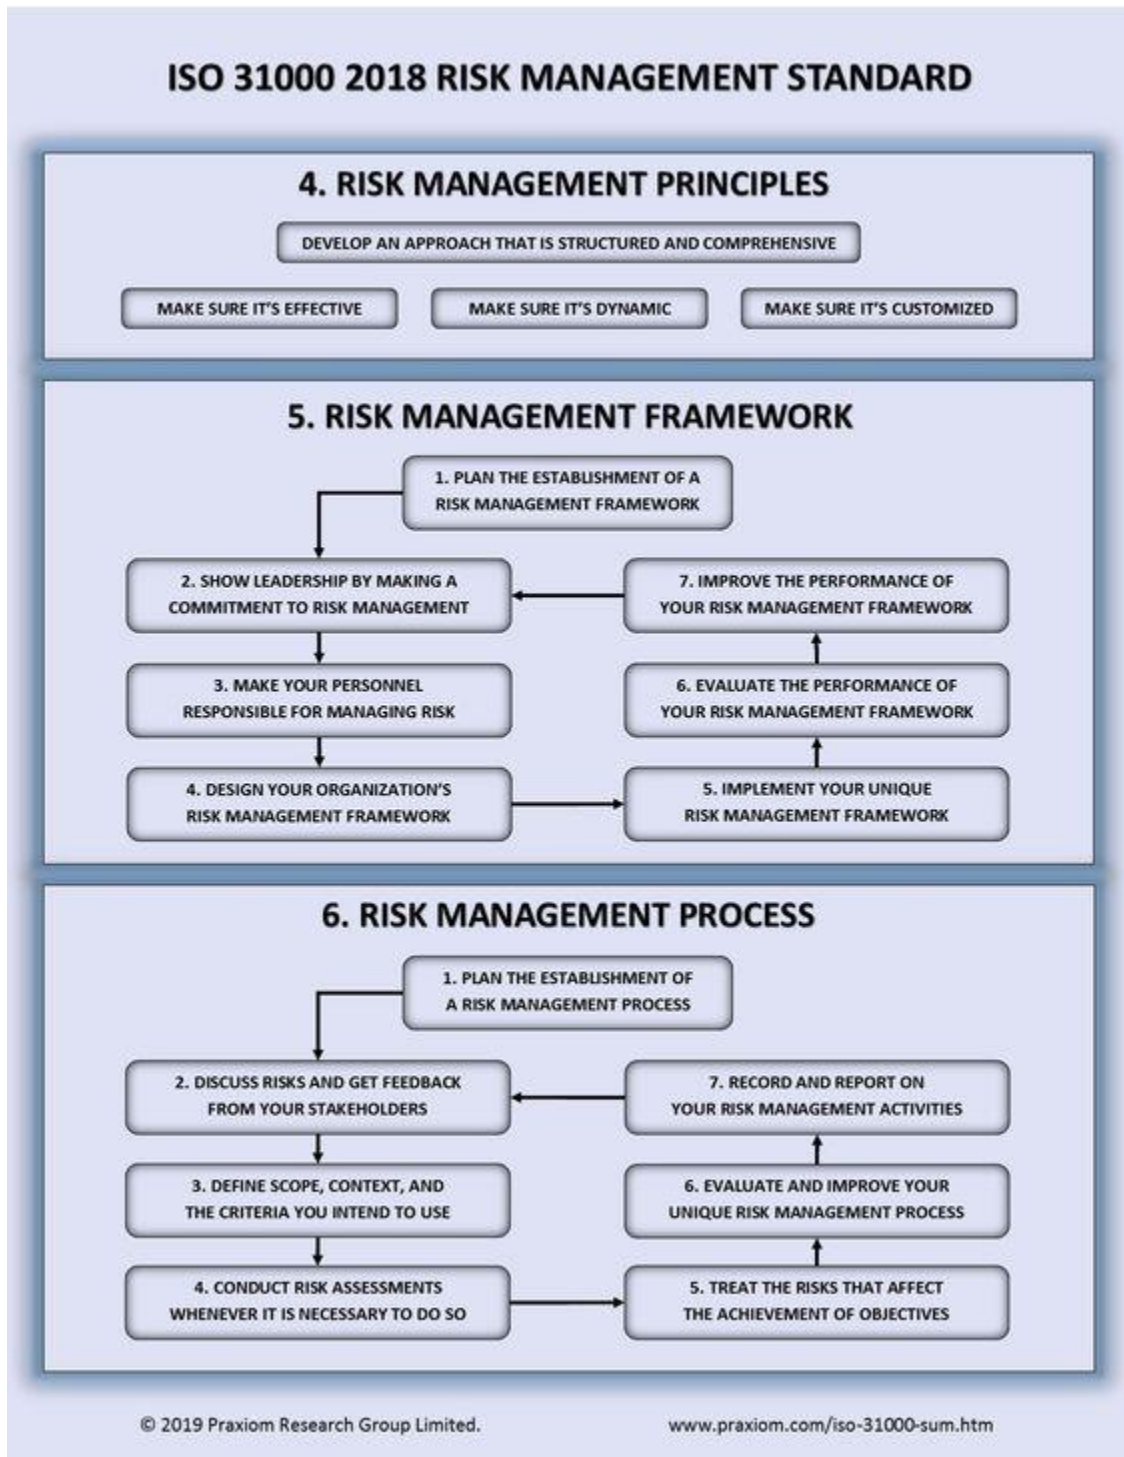 ISO 31000 2018 RISK MANAGEMENT STANDARD
4. RISK MANAGEMENT PRINCIPLES
DEVELOP AN APPROACH THAT IS STRUCTURED AND COMPREHENSIVE
MAKE SURE IT'S EFFECTIVE
MAKE SURE IT'S DYNAMIC
MAKE SURE IT'S CUSTOMIZED
5. RISK MANAGEMENT FRAMEWORK
1. PLAN THE ESTABLISHMENT OF A
RISK MANAGEMENT FRAMEWORK
2. SHOW LEADERSHIP BY MAKING A
COMMITMENT TO RISK MANAGEMENT
3. MAKE YOUR PERSONNEL
RESPONSIBLE FOR MANAGING RISK
4. DESIGN YOUR ORGANIZATION'S
RISK MANAGEMENT FRAMEWORK
5. IMPLEMENT YOUR UNIQUE
RISK MANAGEMENT FRAMEWORK
6. EVALUATE THE PERFORMANCE OF
YOUR RISK MANAGEMENT FRAMEWORK
7. IMPROVE THE PERFORMANCE OF
YOUR RISK MANAGEMENT FRAMEWORK
6. RISK MANAGEMENT PROCESS
1. PLAN THE ESTABLISHMENT OF
A RISK MANAGEMENT PROCESS
2. DISCUSS RISKS AND GET FEEDBACK
FROM YOUR STAKEHOLDERS
3. DEFINE SCOPE, CONTEXT, AND
THE CRITERIA YOU INTEND TO USE
4. CONDUCT RISK ASSESSMENTS
WHENEVER IT IS NECESSARY TO DO SO
5. TREAT THE RISKS THAT AFFECT
THE ACHIEVEMENT OF OBJECTIVES
6. EVALUATE AND IMPROVE YOUR
UNIQUE RISK MANAGEMENT PROCESS
7. RECORD AND REPORT ON
YOUR RISK MANAGEMENT ACTIVITIES
© 2019 Praxiom Research Group Limited.
www.praxiom.com/iso-31000-sum.htm